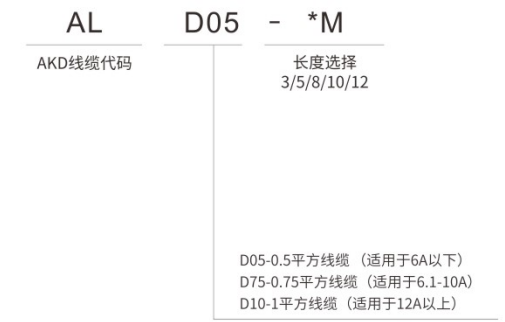 AL D05 - *M
AKD线缆代码 长度选择
3/5/8/10/12
D05-0.5平方线缆（适用于6A以下）
D75-0.75平方线缆（适用于6.1-10A）
D10-1平方线缆（适用于12A以上）